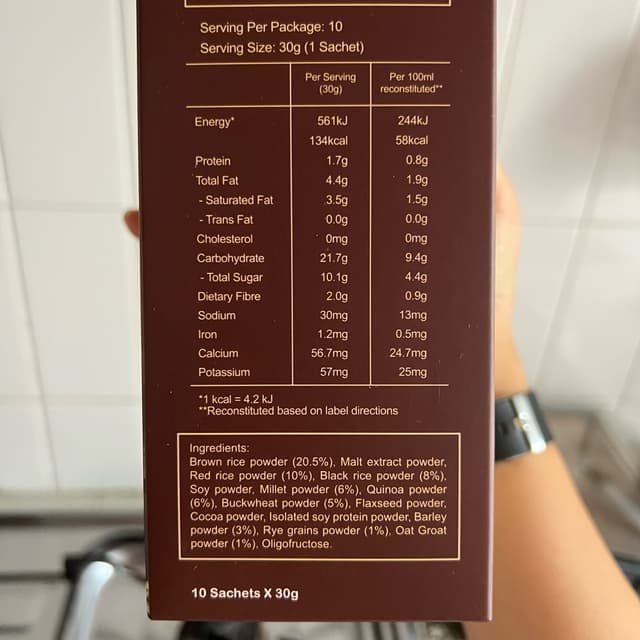 Serving Per Package: 10
Serving Size: 30g (1 Sachet)
Per Serving (30g) Per 100ml reconstituted**
Energy* 561kJ 244kJ
134kcal 58kcal
Protein 1.7g 0.8g
Total Fat 4.4g 1.9g
- Saturated Fat 3.5g 1.5g
- Trans Fat 0.0g 0.0g
Cholesterol 0mg 0mg
Carbohydrate 21.7g 9.4g
- Total Sugar 10.1g 4.4g
Dietary Fibre 2.0g 0.9g
Sodium 30mg 13mg
Iron 1.2mg 0.5mg
Calcium 56.7mg 24.7mg
Potassium 57mg 25mg
*1 kcal = 4.2 kJ
**Reconstituted based on label directions
Ingredients:
Brown rice powder (20.5%), Malt extract powder,
Red rice powder (10%), Black rice powder (8%),
Soy powder, Millet powder (6%), Quinoa powder
(6%), Buckwheat powder (5%), Flaxseed powder,
Cocoa powder, Isolated soy protein powder, Barley
powder (3%), Rye grains powder (1%), Oat Groat
powder (1%), Oligofructose.
10 Sachets X 30g